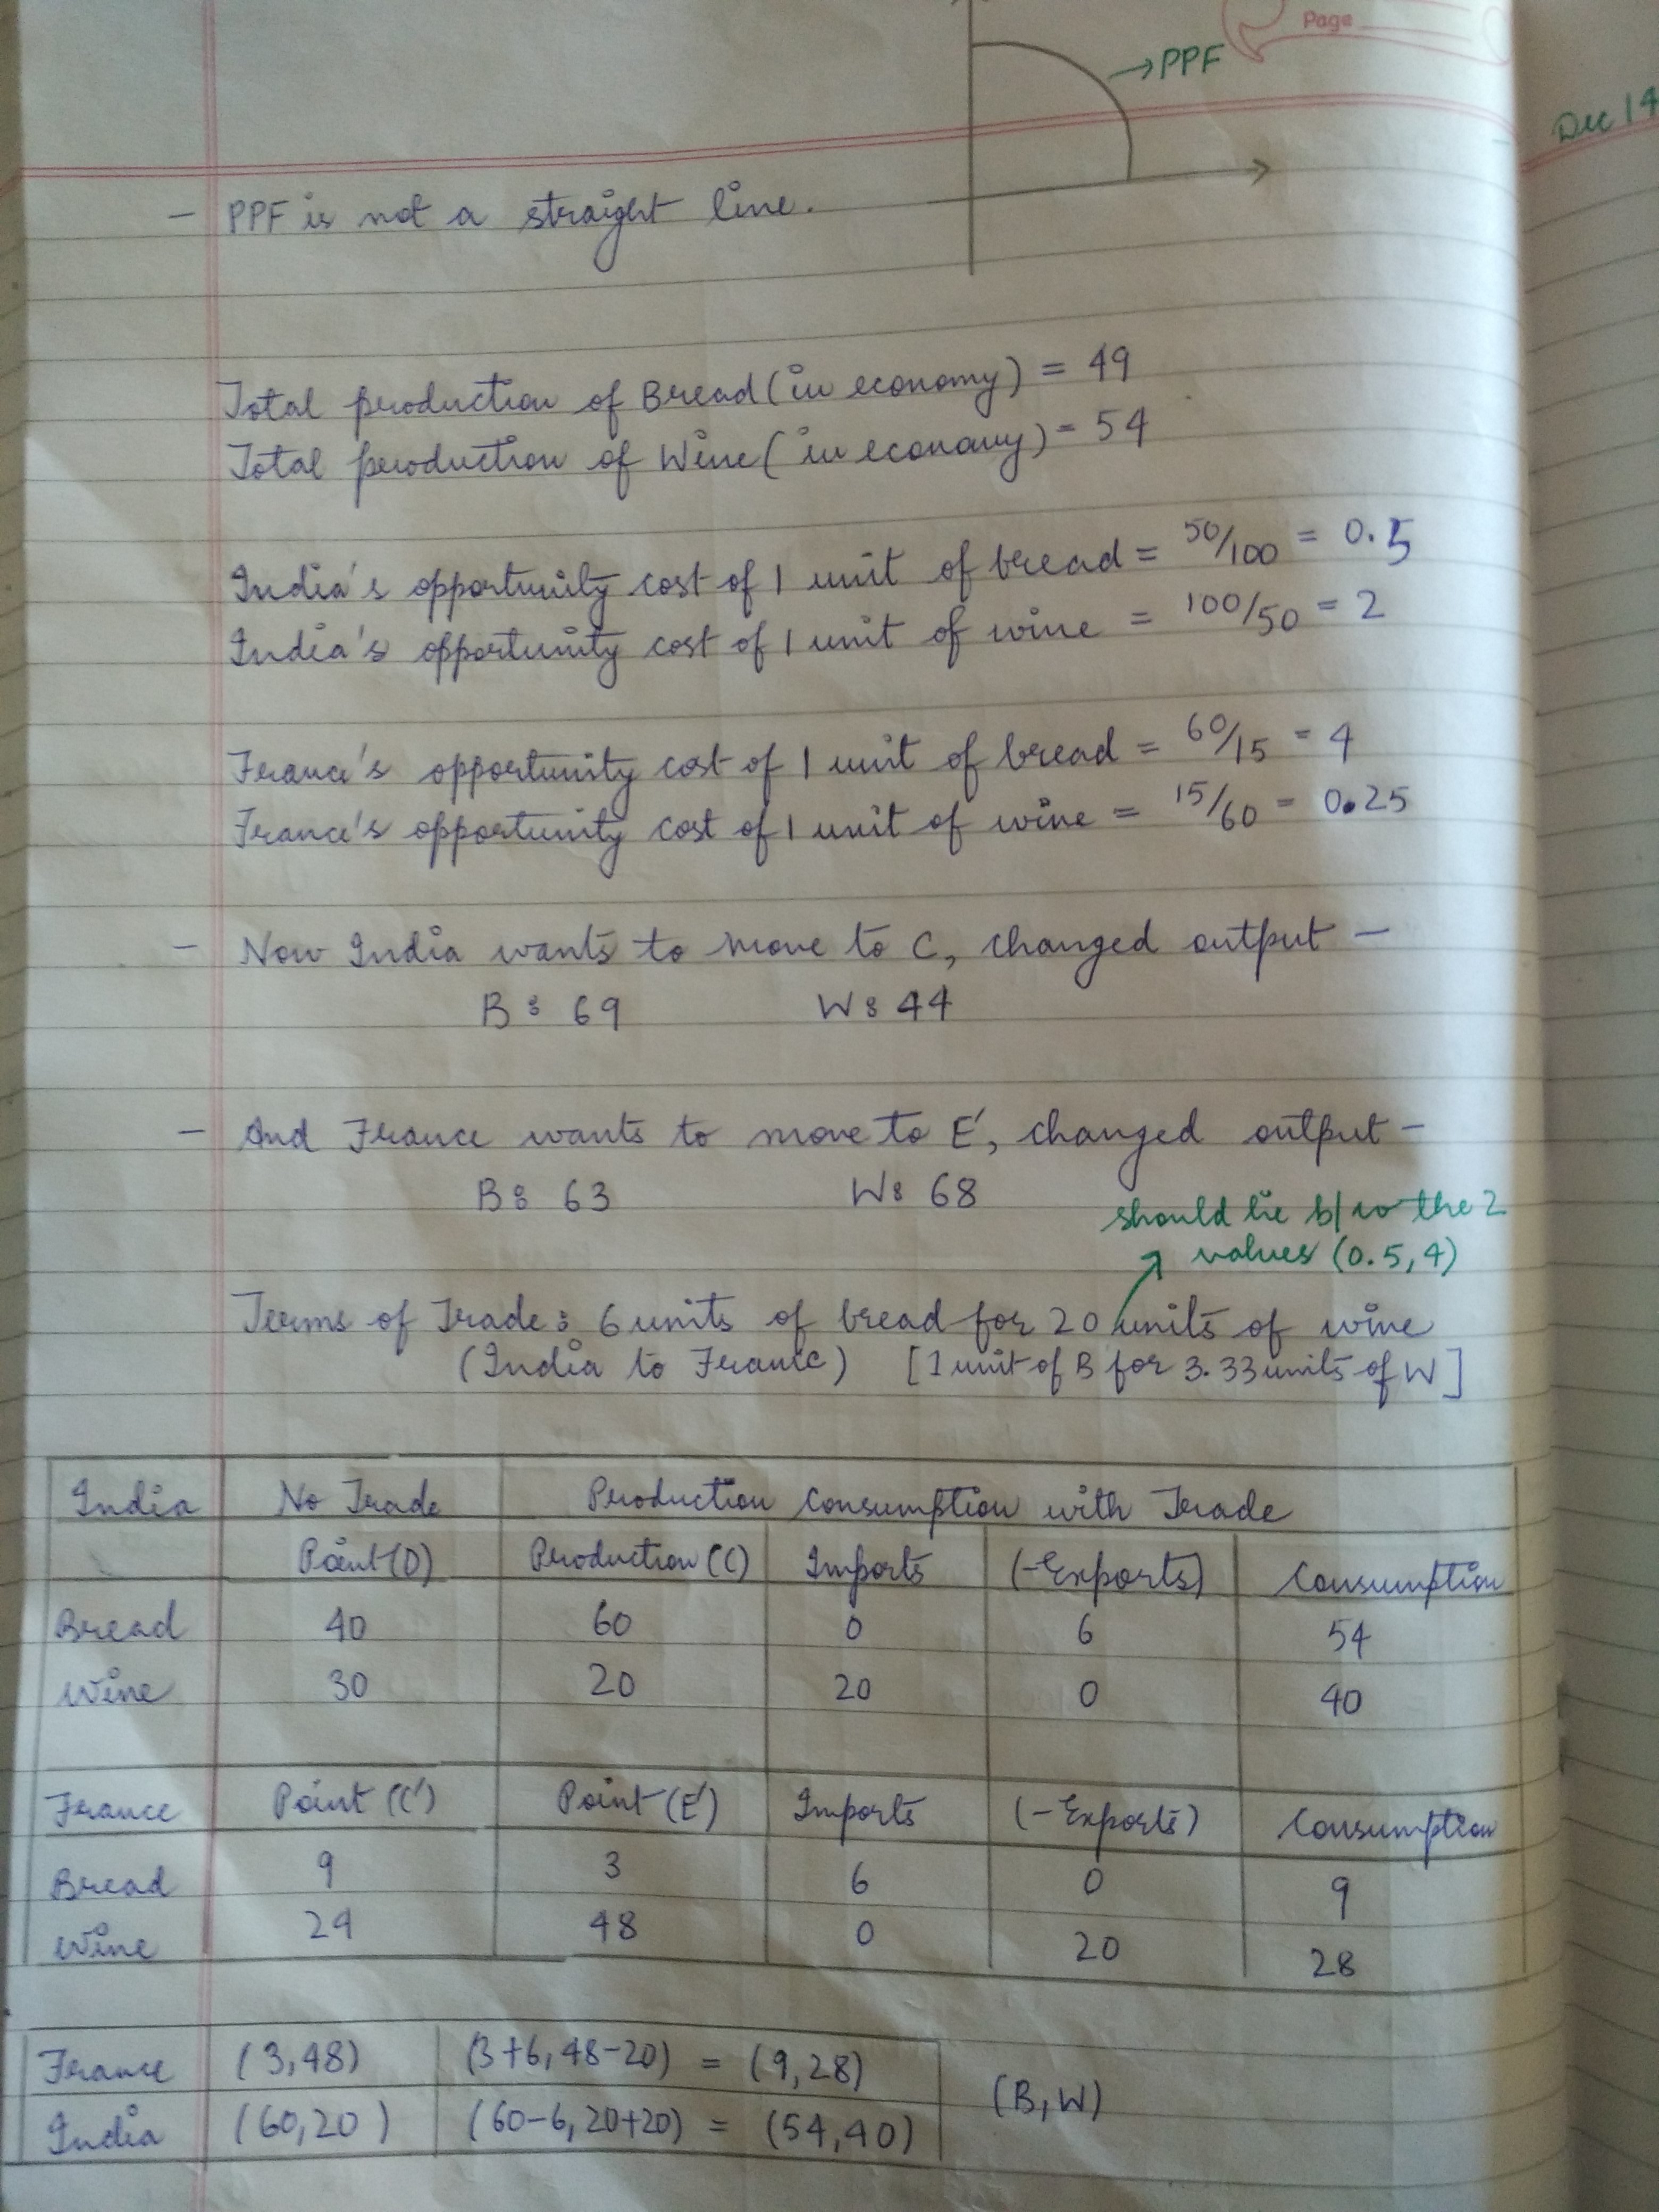 Page
→PPF
Dec 14
- PPF is not a straight line.
Total production of Bread (in economy) = 49
Total production of Wine (in economy) = 54
India's opportunity cost of 1 unit of bread = 50/100 = 0.5
India's opportunity cost of 1 unit of wine = 100/50 = 2
France's opportunity cost of 1 unit of bread = 60/15 = 4
France's opportunity cost of 1 unit of wine = 15/60 = 0.25
- Now India wants to move to C, changed output -
B: 69 W: 44
- And France wants to move to E', changed output -
B: 63 W: 68
should lie b/w the 2
values (0.5, 4)
Terms of Trade: 6 units of bread for 20 units of wine
(India to France) [1 unit of B for 3.33 units of W]
India No Trade Production Consumption with Trade
Point (D) Production (C) Imports (-Exports) Consumption
Bread 40 60 0 6 54
Wine 30 20 20 0 40
France Point (C') Point (E') Imports (-Exports) Consumption
Bread 9 3 6 0 9
Wine 24 48 0 20 28
France (3,48) (3+6, 48-20) = (9,28)
(B,W)
India (60,20) (60-6, 20+20) = (54,40)